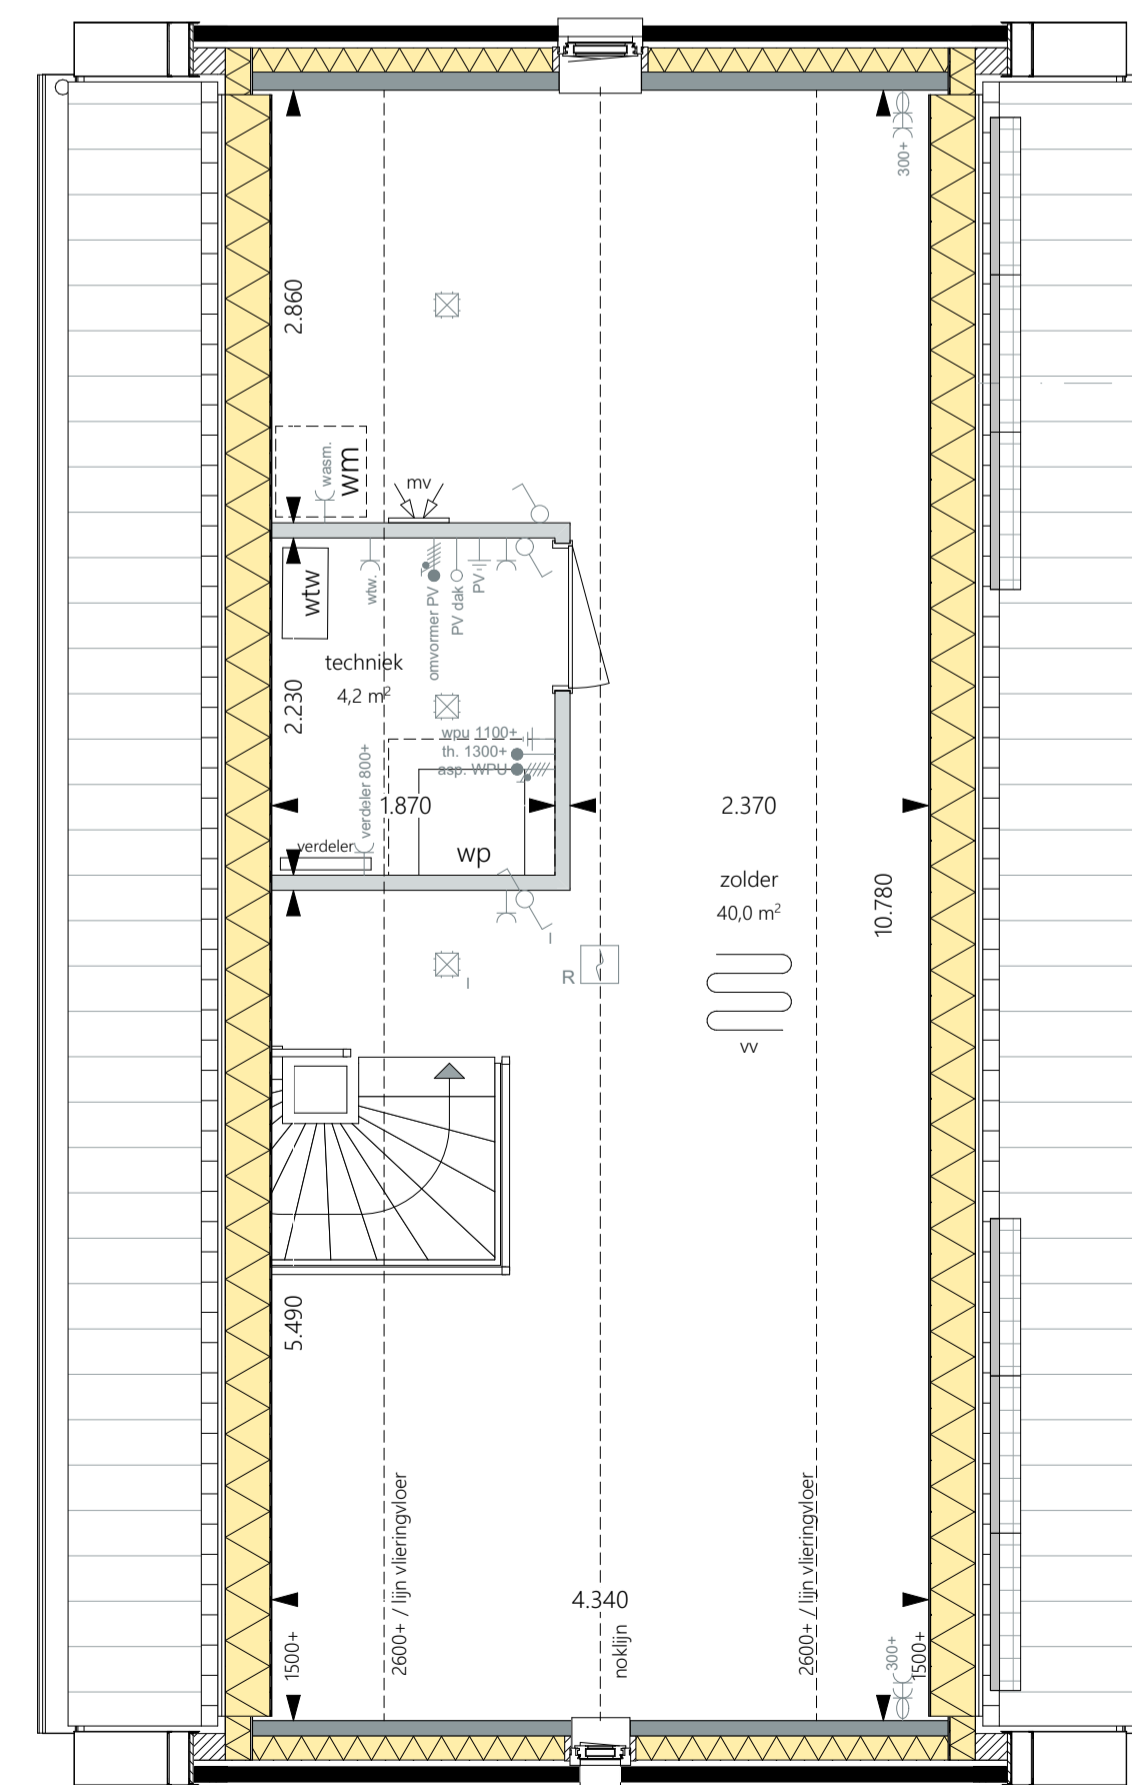 300+
2.860
wasm.
wm
mv
wtw
wtw.
omvormer PV
PV dak
PV
techniek
4,2 m²
2.230
wpu 1100+
th. 1300+
asp. WPU
verdeler 800+
1.870
2.370
verdeler
wp
zolder
40,0 m²
10.780
R
vv
5.490
2600+ / lijn vlieringvloer
2600+ / lijn vlieringvloer
4.340
noklijn
1500+
300+
1500+